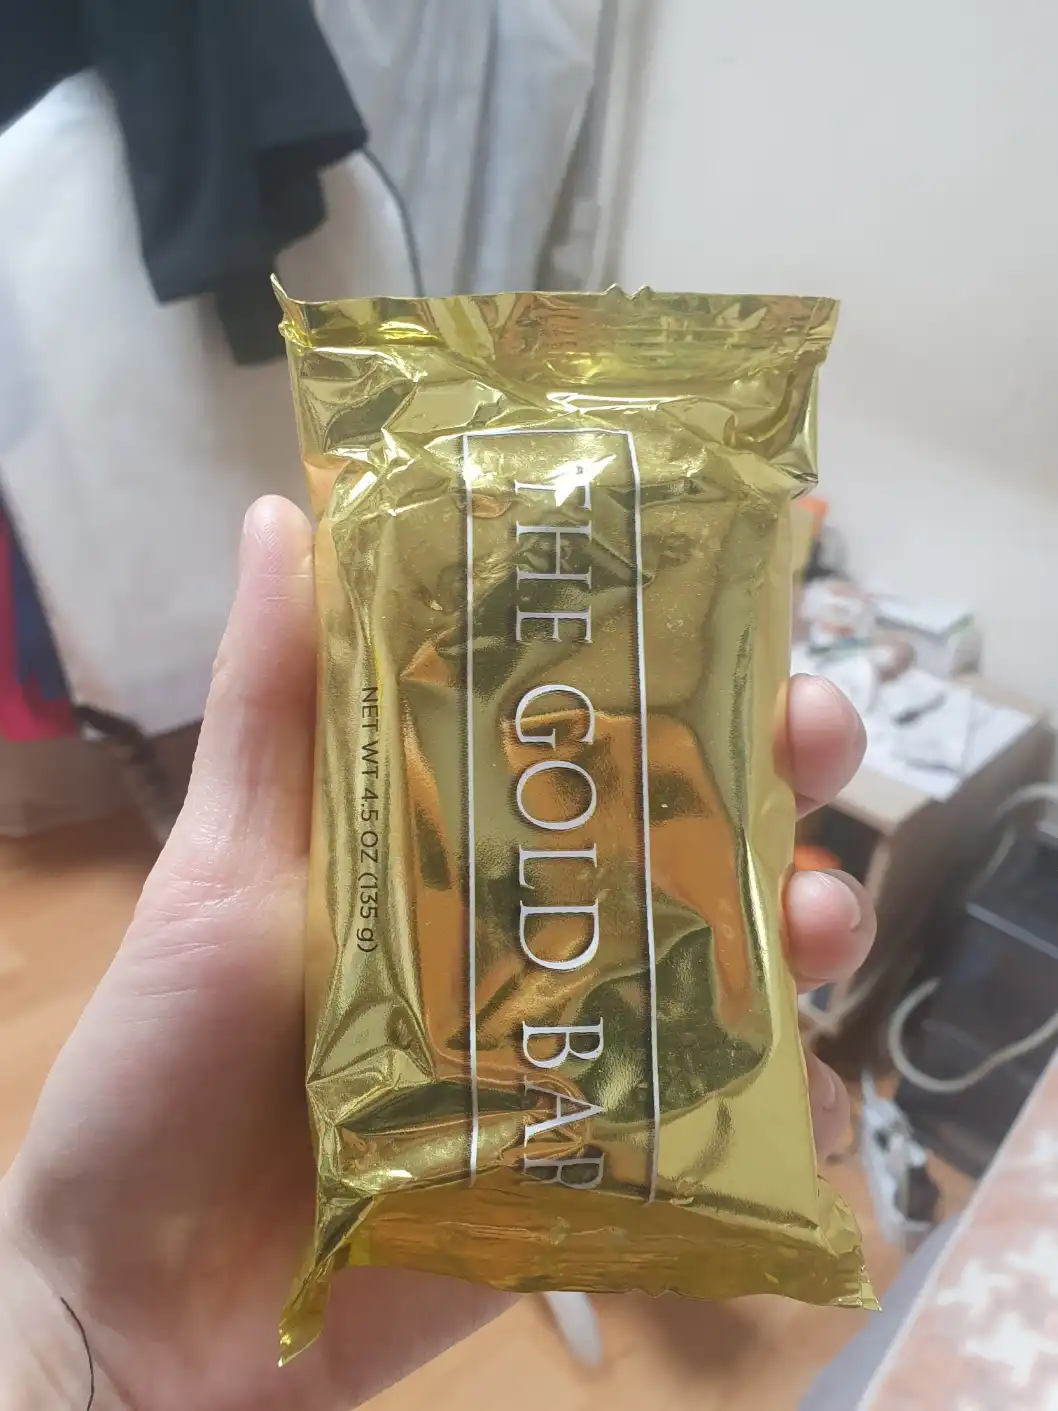 THE GOLD BAR
NET WT 4.5 OZ (135 g)